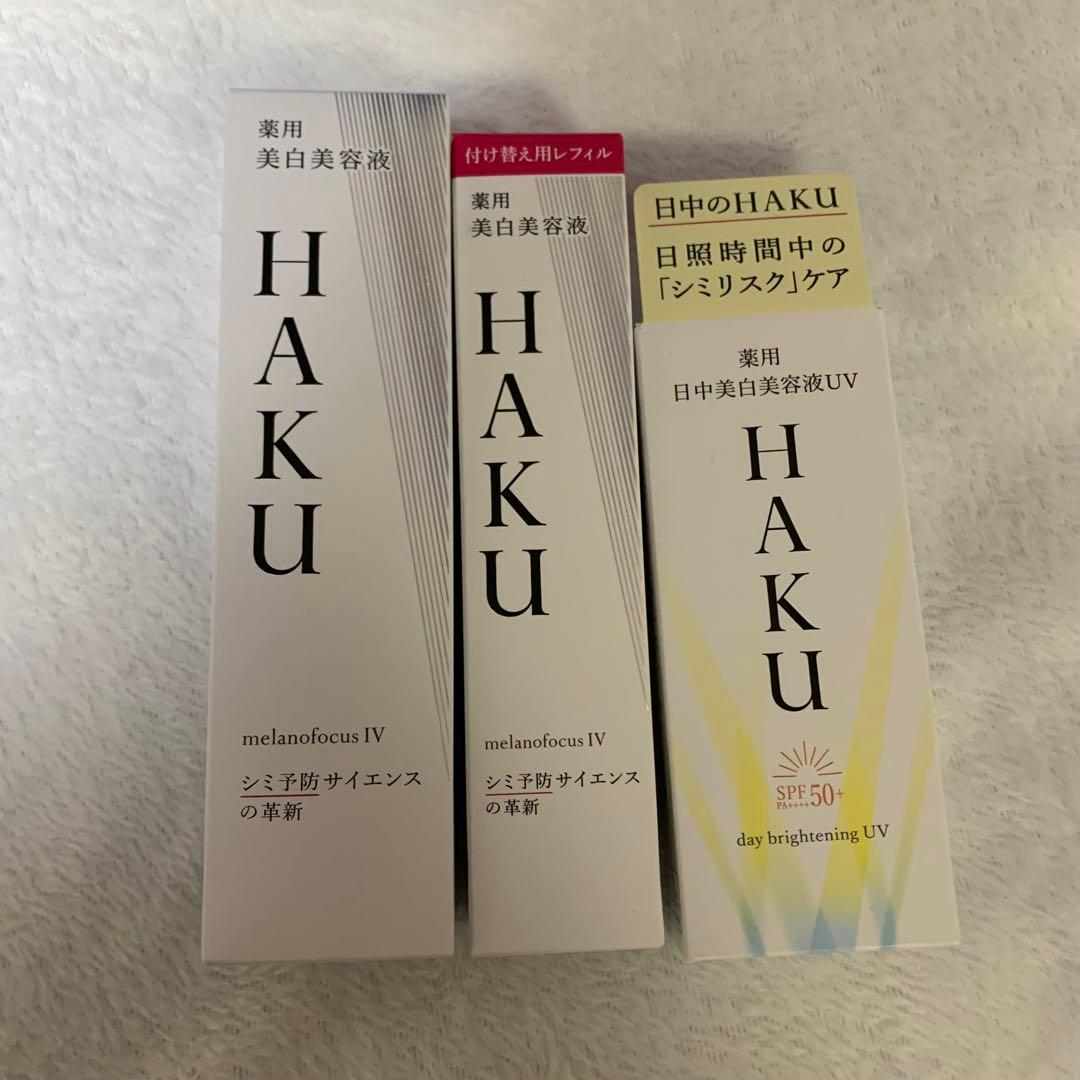 薬用
美白美容液
HAKU
melanofocus IV
シミ予防サイエンス
の革新
付け替え用レフィル
薬用
美白美容液
HAKU
melanofocus IV
シミ予防サイエンス
の革新
日中のHAKU
日照時間中の
「シミリスク」ケア
薬用
日中美白美容液UV
HAKU
SPF 50+
PA++++
day brightening UV